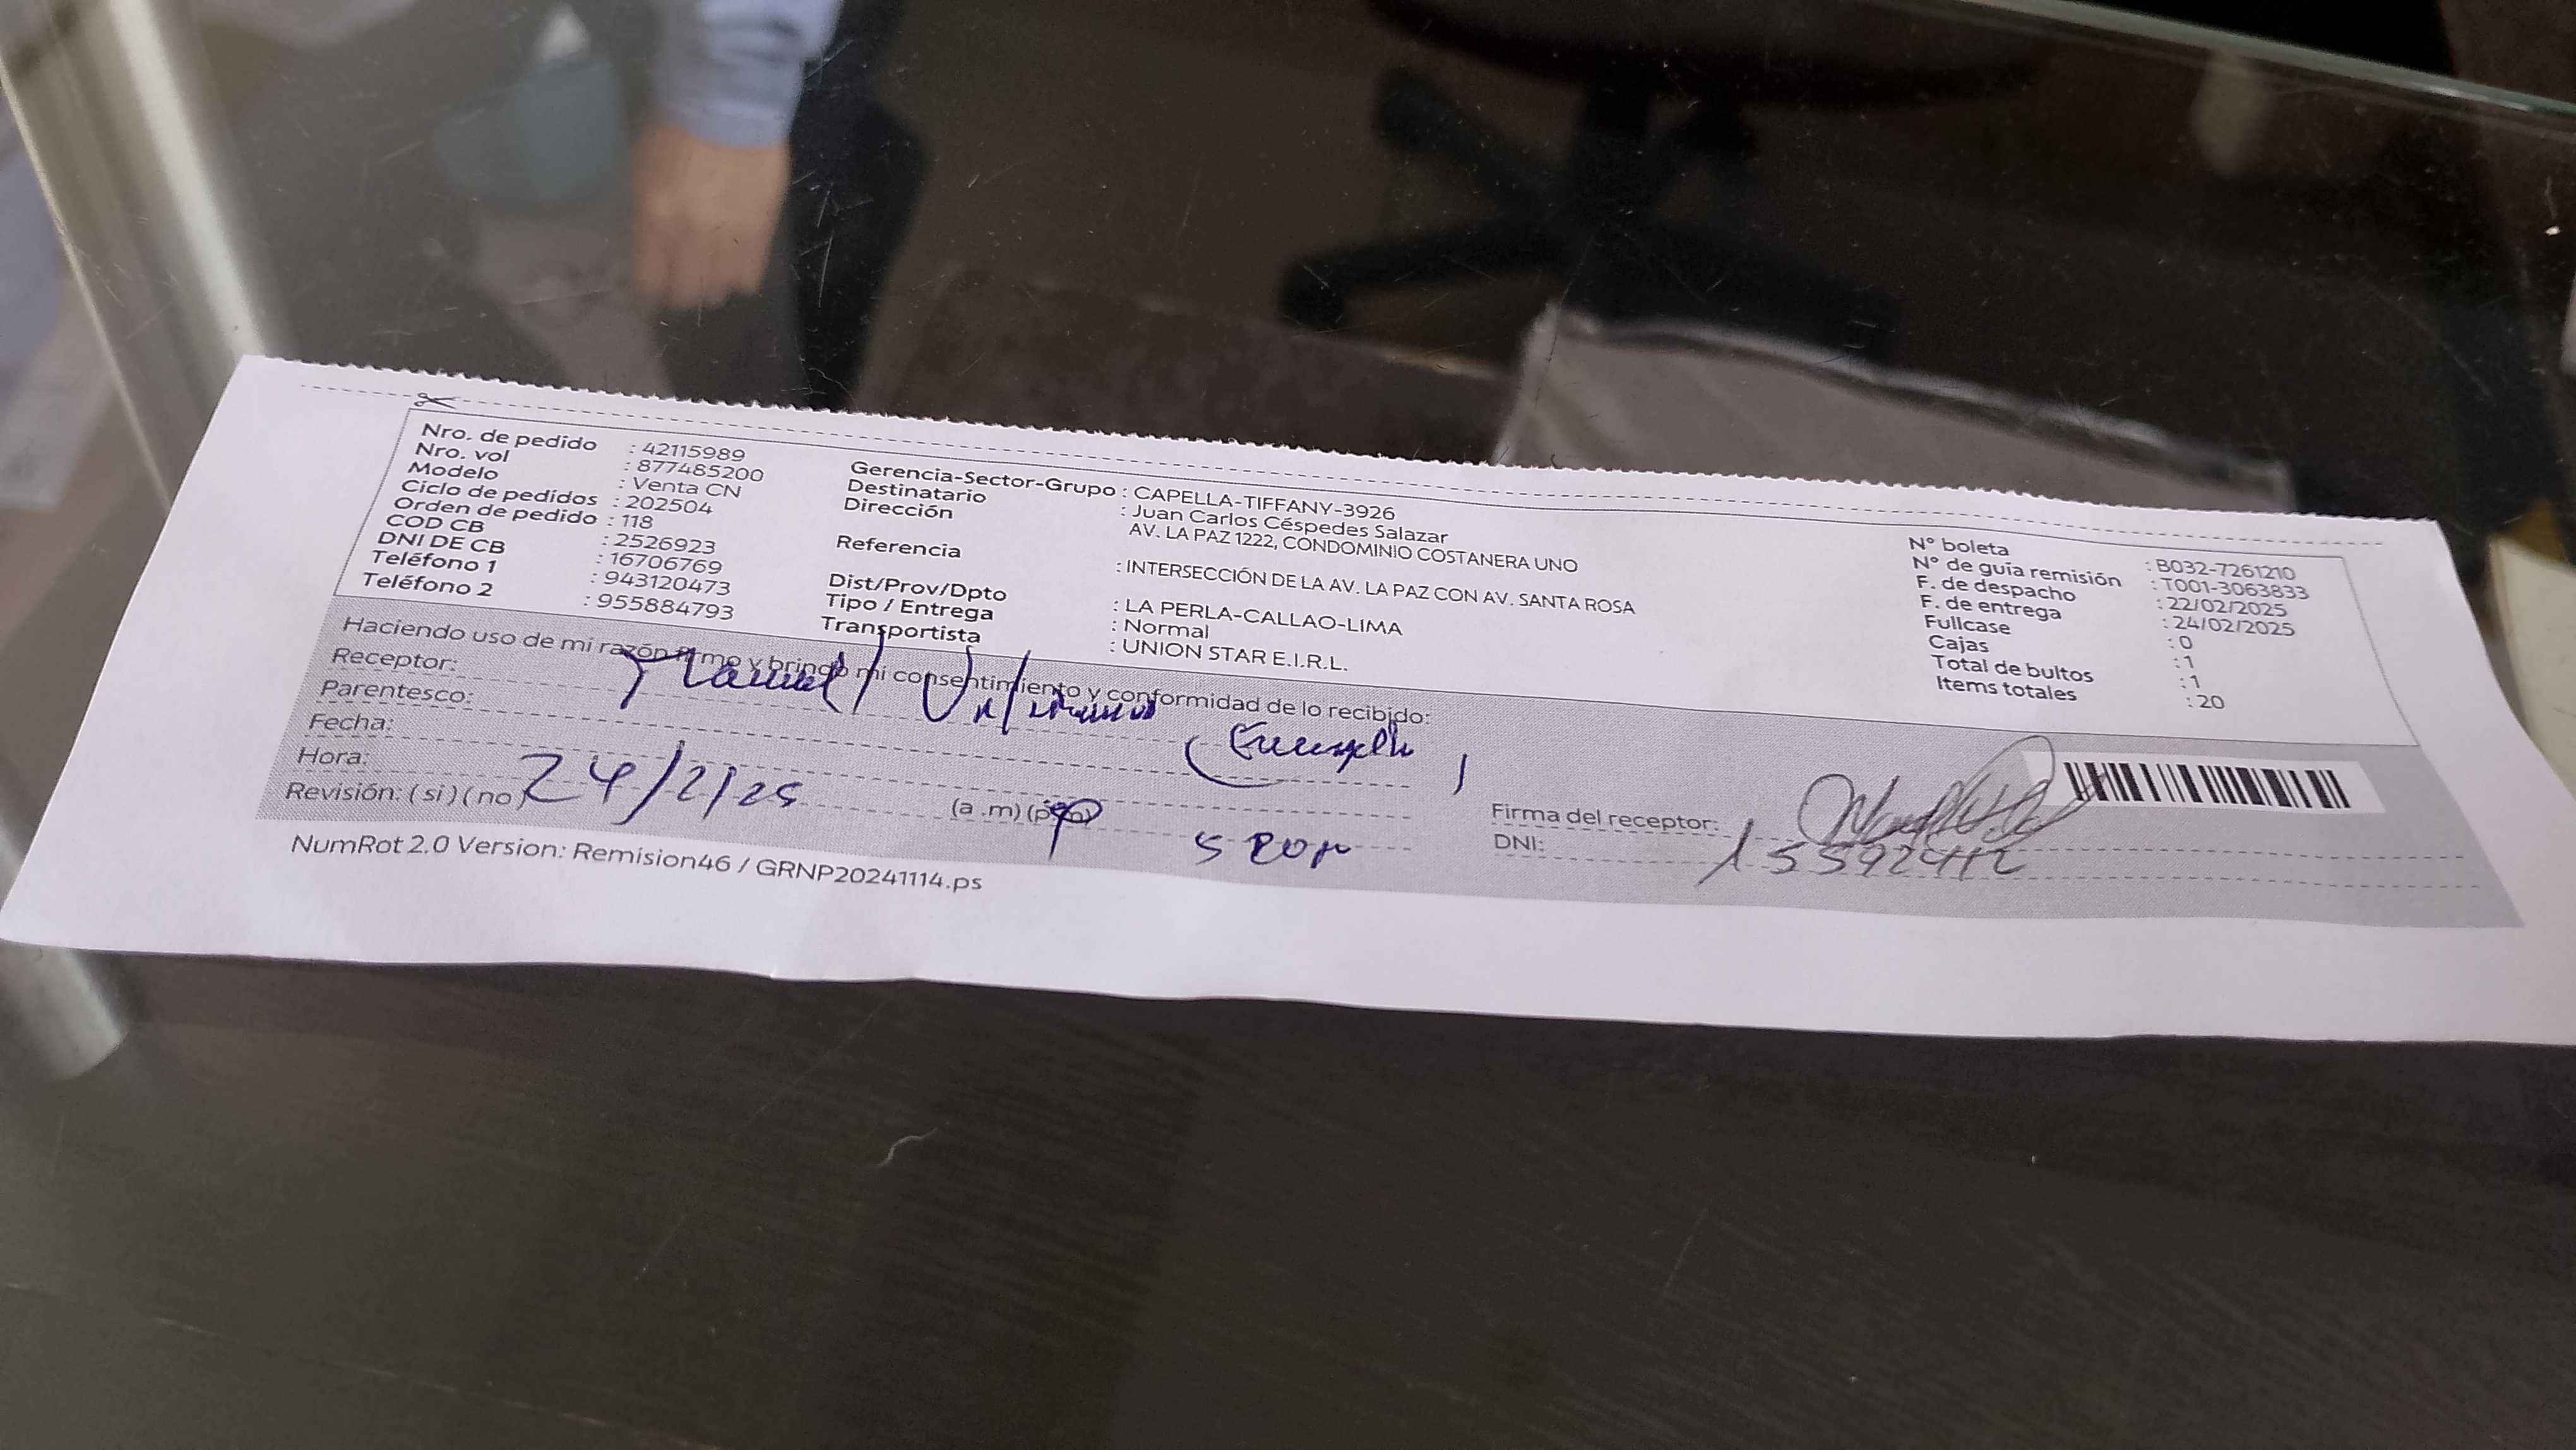 Nro. de pedido : 42115989
Nro. vol : 877485200
Modelo : Venta CN
Ciclo de pedidos : 202504
Orden de pedido : 118
COD CB : 2526923
DNI DE CB : 16706769
Teléfono 1 : 943120473
Teléfono 2 : 955884793
Gerencia-Sector-Grupo : CAPELLA-TIFFANY-3926
Destinatario : Juan Carlos Céspedes Salazar
Dirección AV. LA PAZ 1222, CONDOMINIO COSTANERA UNO
Referencia : INTERSECCIÓN DE LA AV. LA PAZ CON AV. SANTA ROSA
Dist/Prov/Dpto : LA PERLA-CALLAO-LIMA
Tipo / Entrega : Normal
Transportista : UNION STAR E.I.R.L.
N° boleta : B032-7261210
N° de guía remisión : T001-3063833
F. de despacho : 22/02/2025
F. de entrega : 24/02/2025
Fullcase : 0
Cajas : 1
Total de bultos : 1
Items totales : 20
Haciendo uso de mi razón firmo y brindo mi consentimiento y conformidad de lo recibido:
Receptor: Manuel
Parentesco:
Fecha: 24/2/25
Hora: (a .m) (p.m)
Revisión: ( si ) ( no )
Firma del receptor:
DNI: 15592412
NumRot 2.0 Version: Remision46 / GRNP20241114.ps